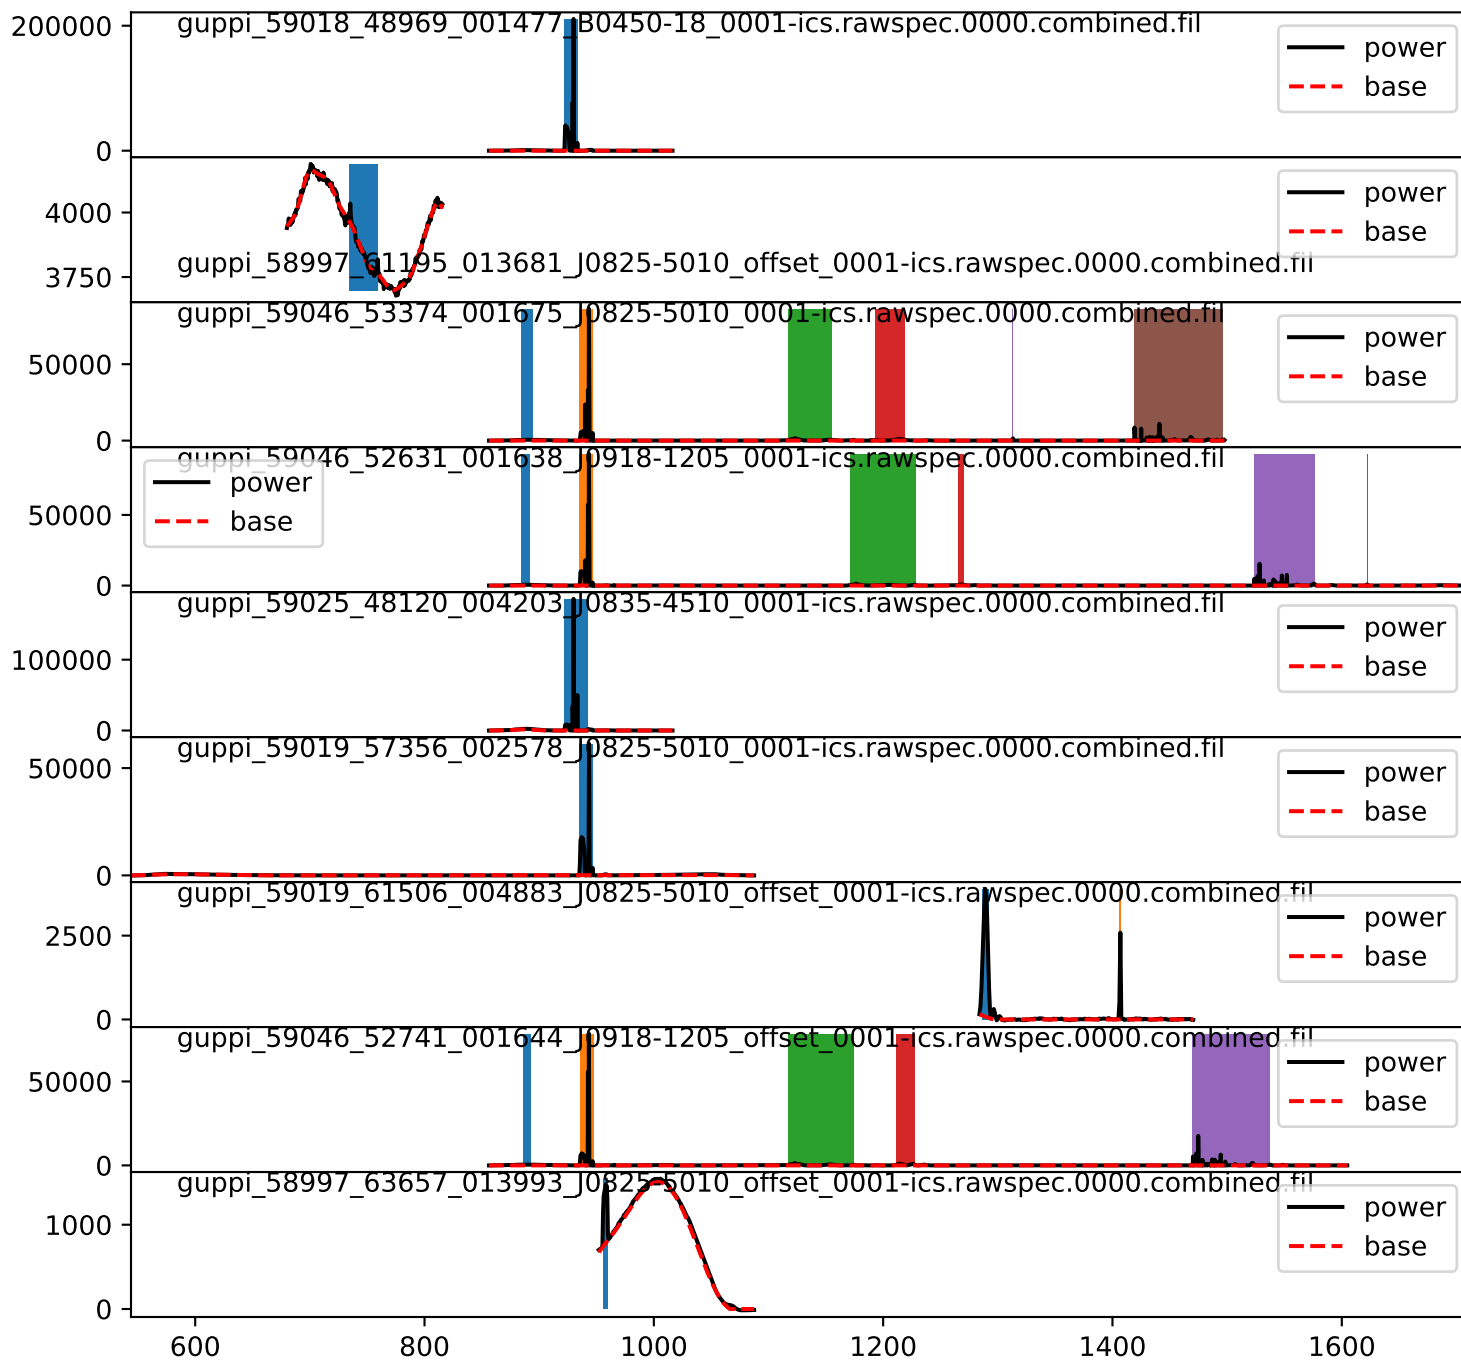 guppi_59018_48969_001477_B0450-18_0001-ics.rawspec.0000.combined.fil
200000
0
power
base
4000
3750
guppi_58997_61195_013681_J0825-5010_offset_0001-ics.rawspec.0000.combined.fil
power
base
guppi_59046_53374_001675_J0825-5010_0001-ics.rawspec.0000.combined.fil
50000
0
power
base
guppi_59046_52631_001638_J0918-1205_0001-ics.rawspec.0000.combined.fil
50000
0
power
base
guppi_59025_48120_004203_J0835-4510_0001-ics.rawspec.0000.combined.fil
100000
0
power
base
guppi_59019_57356_002578_J0825-5010_0001-ics.rawspec.0000.combined.fil
50000
0
power
base
guppi_59019_61506_004883_J0825-5010_offset_0001-ics.rawspec.0000.combined.fil
2500
0
power
base
guppi_59046_52741_001644_J0918-1205_offset_0001-ics.rawspec.0000.combined.fil
50000
0
power
base
guppi_58997_63657_013993_J0825-5010_offset_0001-ics.rawspec.0000.combined.fil
1000
0
power
base
600 800 1000 1200 1400 1600